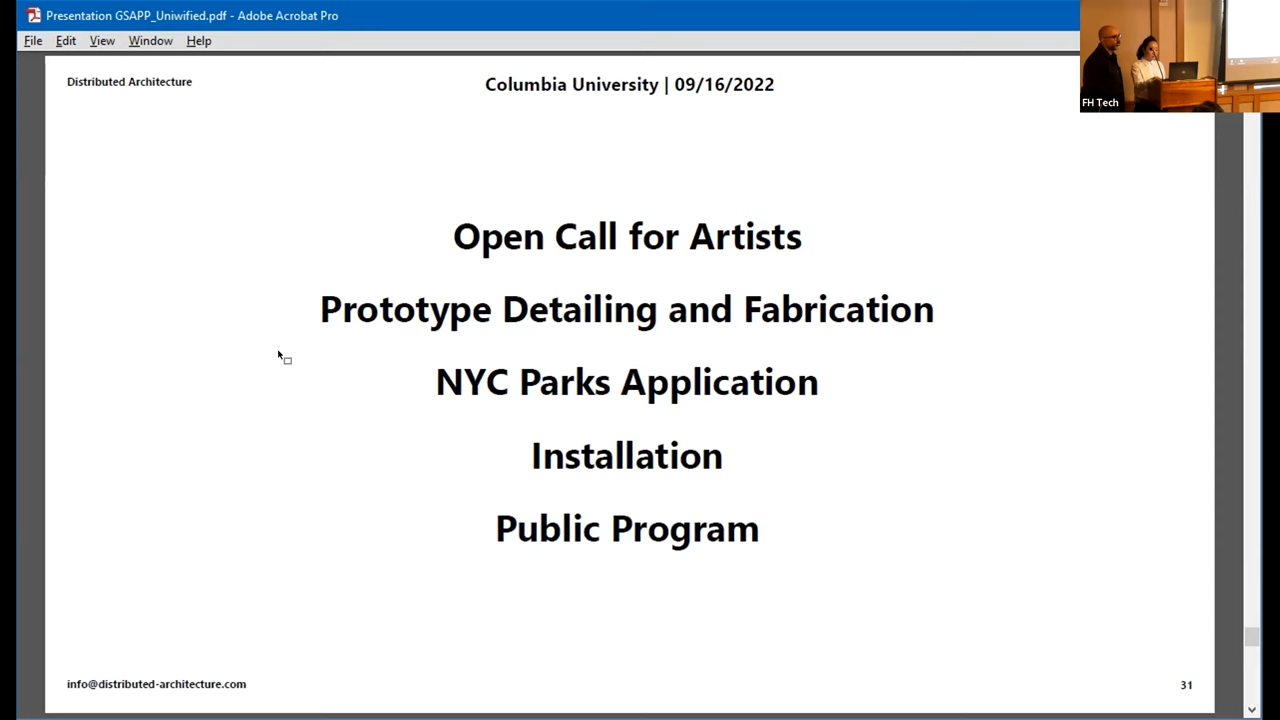 Presentation GSAPP_Uniwified.pdf - Adobe Acrobat Pro
File Edit View Window Help
FH Tech
Distributed Architecture
Columbia University | 09/16/2022
Open Call for Artists
Prototype Detailing and Fabrication
NYC Parks Application
Installation
Public Program
info@distributed-architecture.com
31